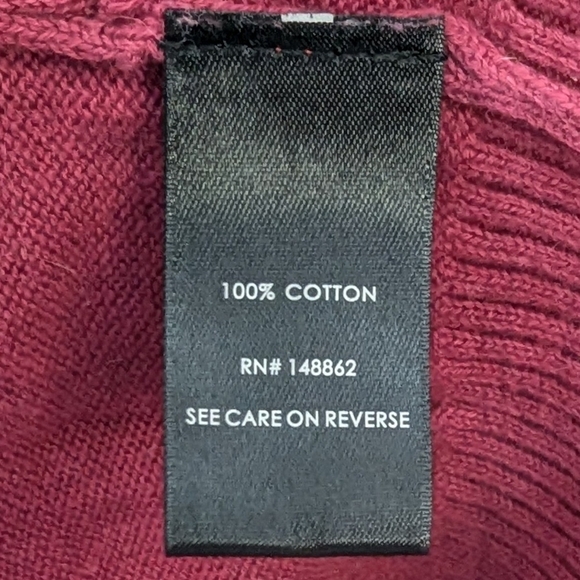 100% COTTON
RN# 148862
SEE CARE ON REVERSE